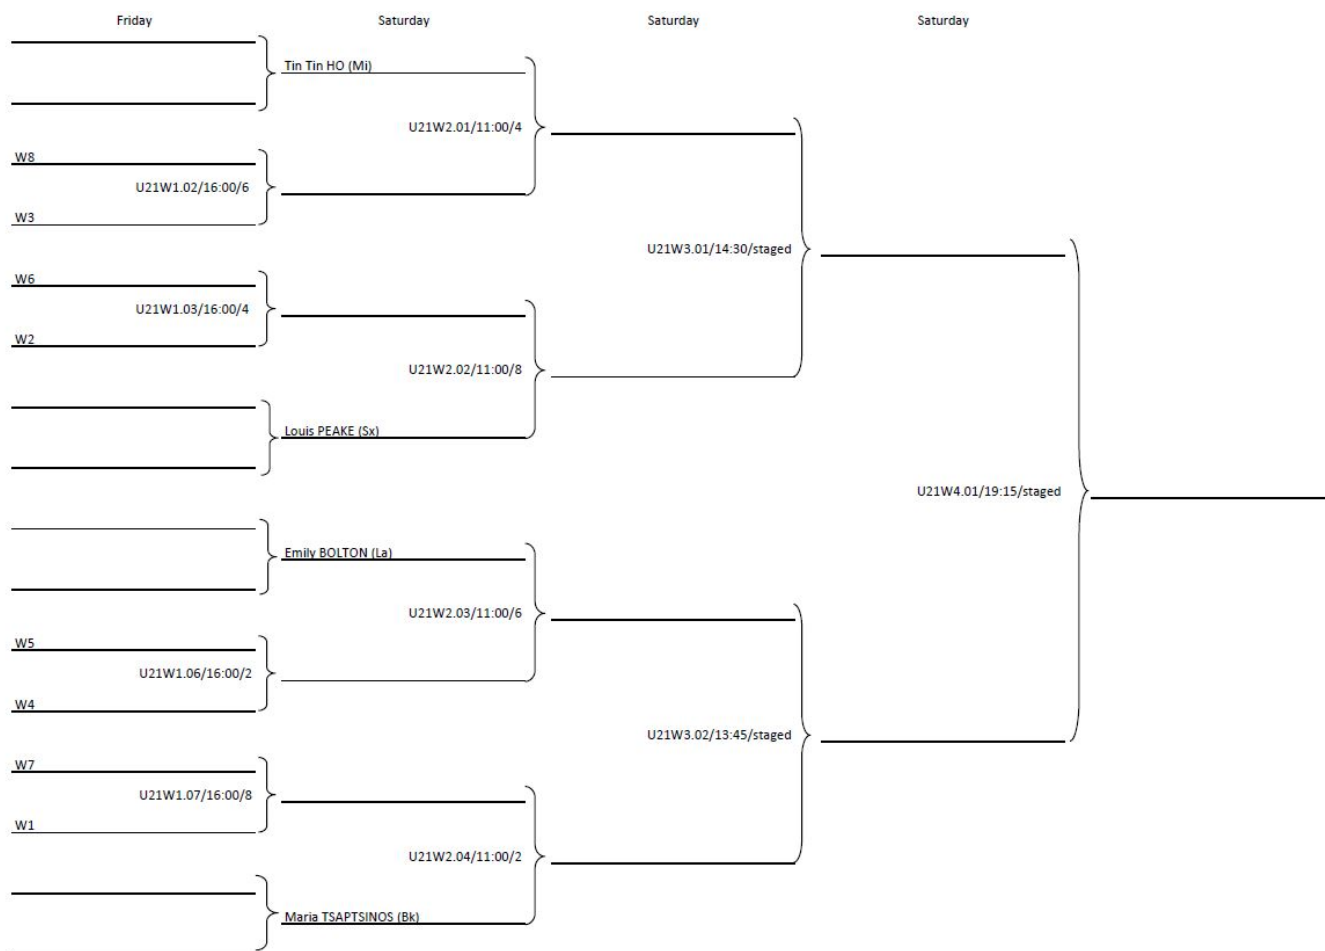 Friday Saturday Saturday Saturday
Tin Tin HO (Mi)
U21W2.01/11:00/4
W8
U21W1.02/16:00/6
W3
U21W3.01/14:30/staged
W6
U21W1.03/16:00/4
W2
U21W2.02/11:00/8
Louis PEAKE (Sx)
U21W4.01/19:15/staged
Emily BOLTON (La)
U21W2.03/11:00/6
W5
U21W1.06/16:00/2
W4
U21W3.02/13:45/staged
W7
U21W1.07/16:00/8
W1
U21W2.04/11:00/2
Maria TSAPTSINOS (Bk)